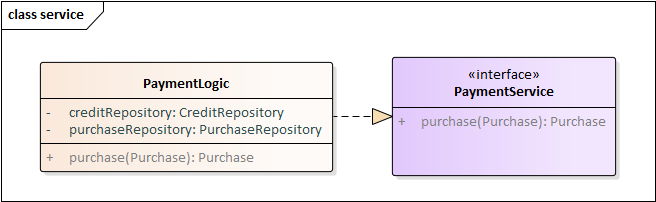 class service
PaymentLogic
- creditRepository: CreditRepository
- purchaseRepository: PurchaseRepository
+ purchase(Purchase): Purchase
«interface»
PaymentService
+ purchase(Purchase): Purchase